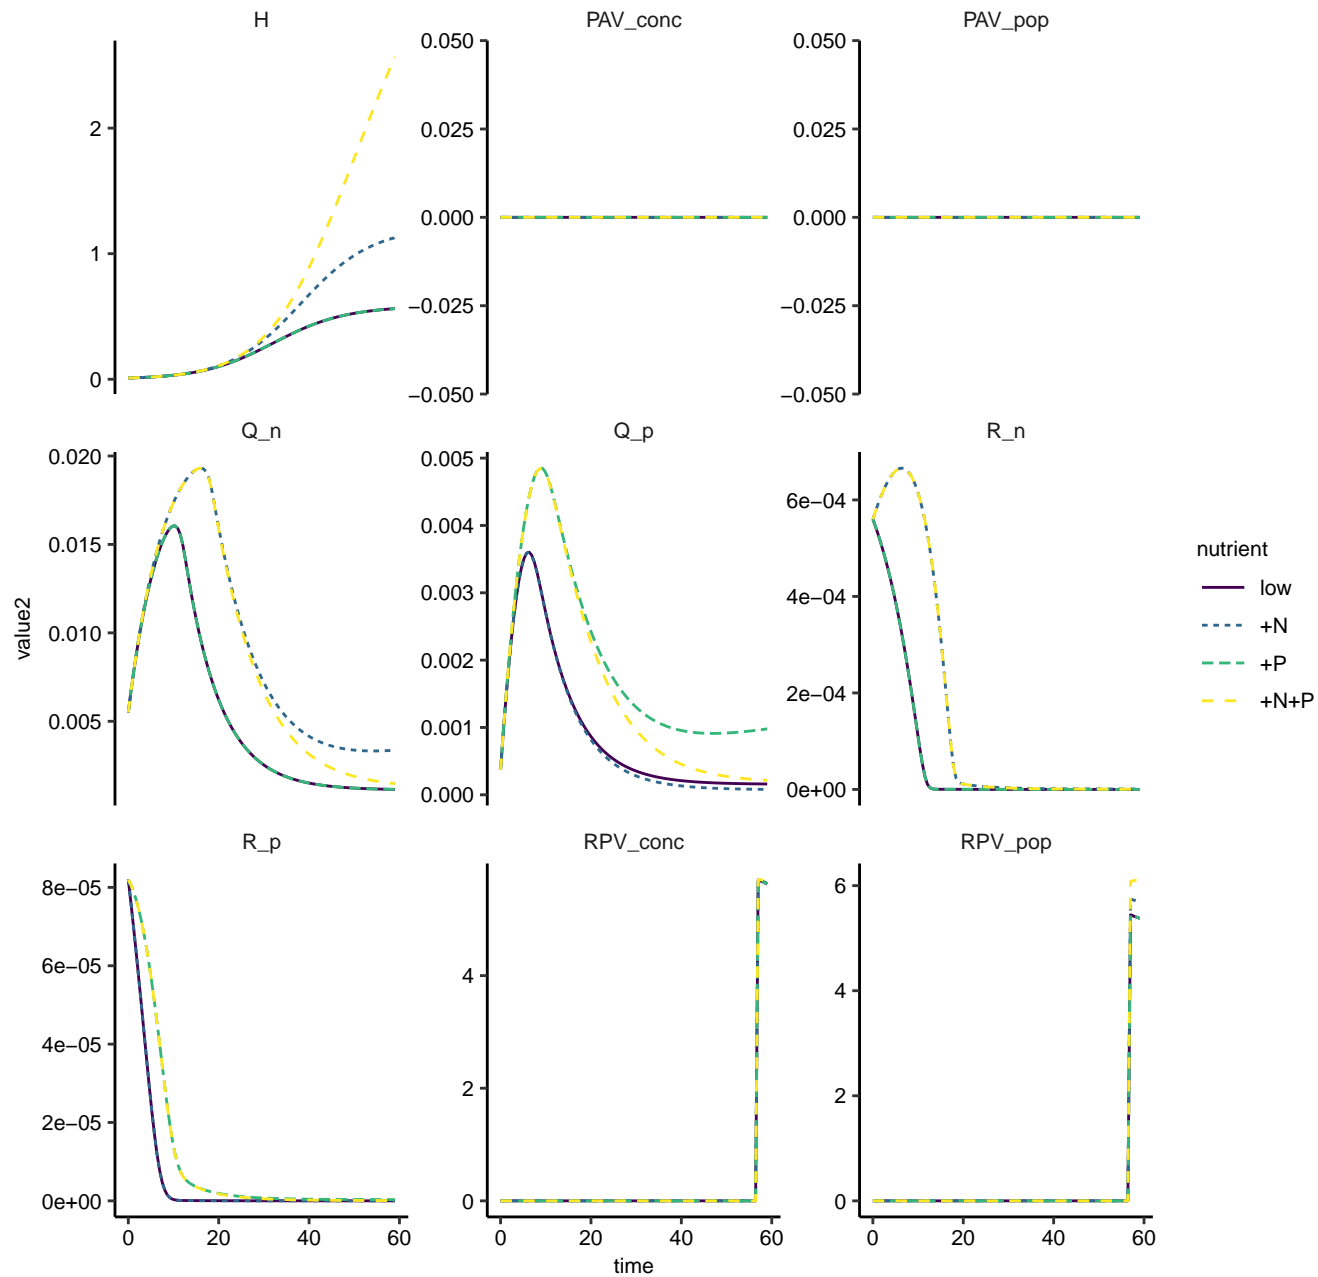 H
PAV_conc
PAV_pop
2
1
0
0.050
0.025
0.000
−0.025
−0.050
0.050
0.025
0.000
−0.025
−0.050
Q_n
Q_p
R_n
0.020
0.015
0.010
0.005
0.005
0.004
0.003
0.002
0.001
0.000
6e−04
4e−04
2e−04
0e+00
R_p
RPV_conc
RPV_pop
8e−05
6e−05
4e−05
2e−05
0e+00
4
2
0
6
4
2
0
0 20 40 60
0 20 40 60
0 20 40 60
time
value2
nutrient
low
+N
+P
+N+P